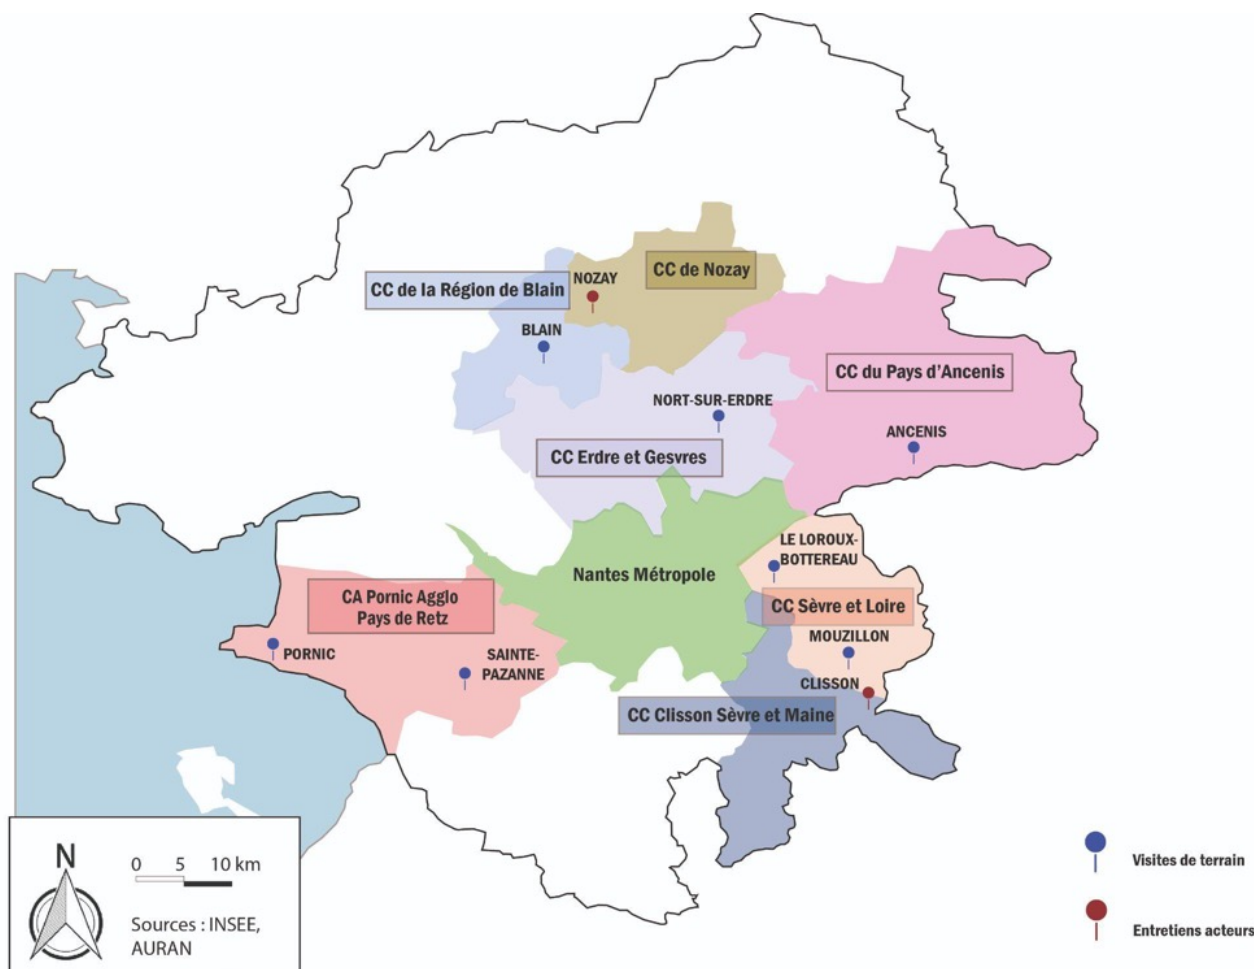 CC de Nozay
CC de la Région de Blain
NOZAY
BLAIN
CC du Pays d'Ancenis
NORT-SUR-ERDRE
ANCENIS
CC Erdre et Gesvres
LE LOROUX-
BOTTEREAU
Nantes Métropole
CA Pornic Agglo
Pays de Retz
CC Sèvre et Loire
MOUZILLON
PORNIC
SAINTE-
PAZANNE
CLISSON
CC Clisson Sèvre et Maine
N
0 5 10 km
Sources : INSEE,
AURAN
Visites de terrain
Entretiens acteurs